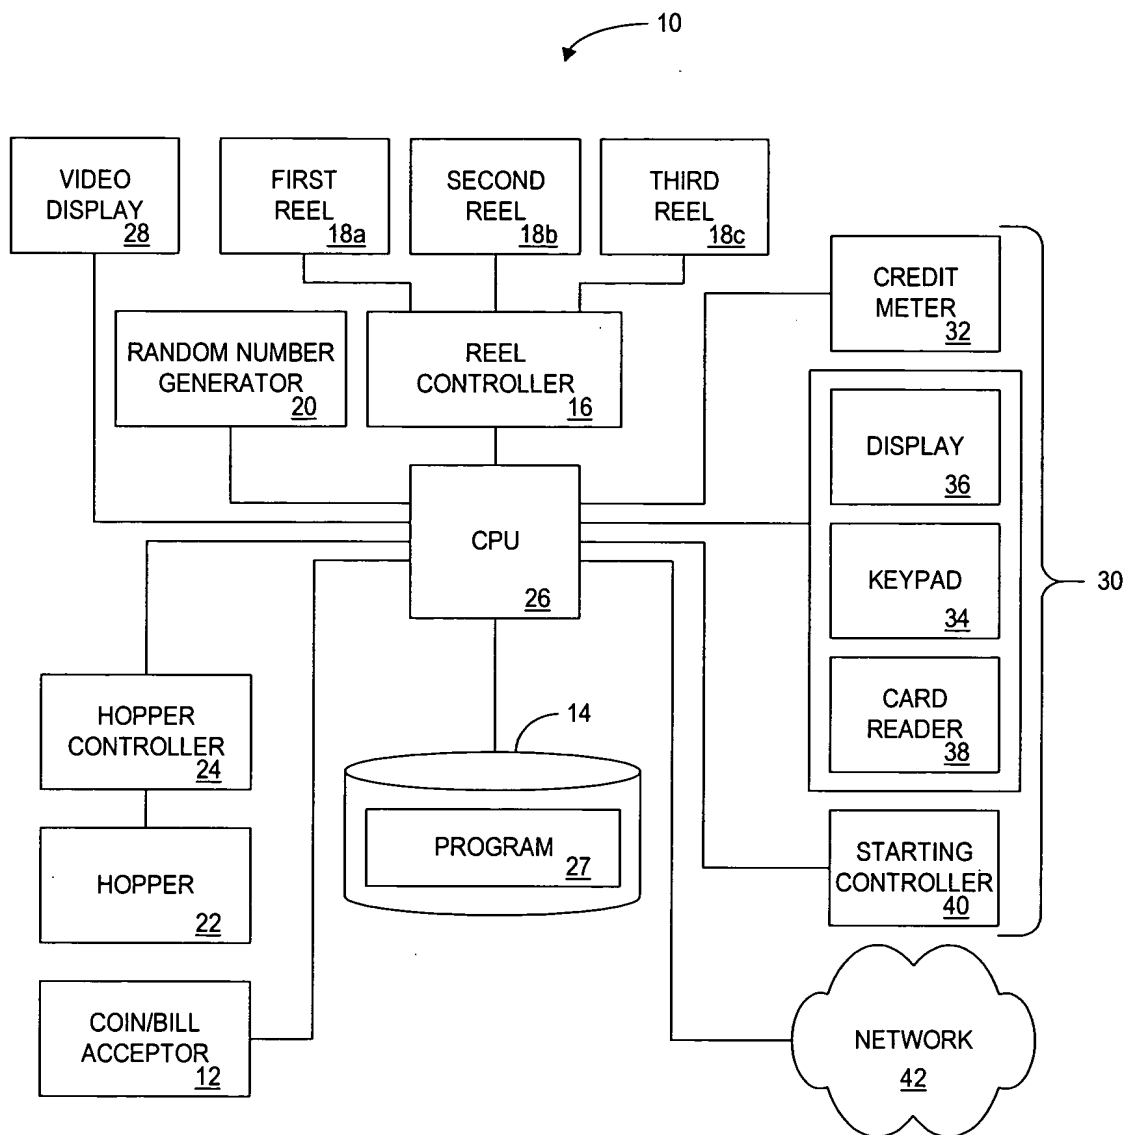 10
VIDEO
DISPLAY
28
FIRST
REEL
18a
SECOND
REEL
18b
THIRD
REEL
18c
CREDIT
METER
32
RANDOM NUMBER
GENERATOR
20
REEL
CONTROLLER
16
DISPLAY
36
CPU
26
KEYPAD
34
30
CARD
READER
38
HOPPER
CONTROLLER
24
14
PROGRAM
27
HOPPER
22
STARTING
CONTROLLER
40
COIN/BILL
ACCEPTOR
12
NETWORK
42